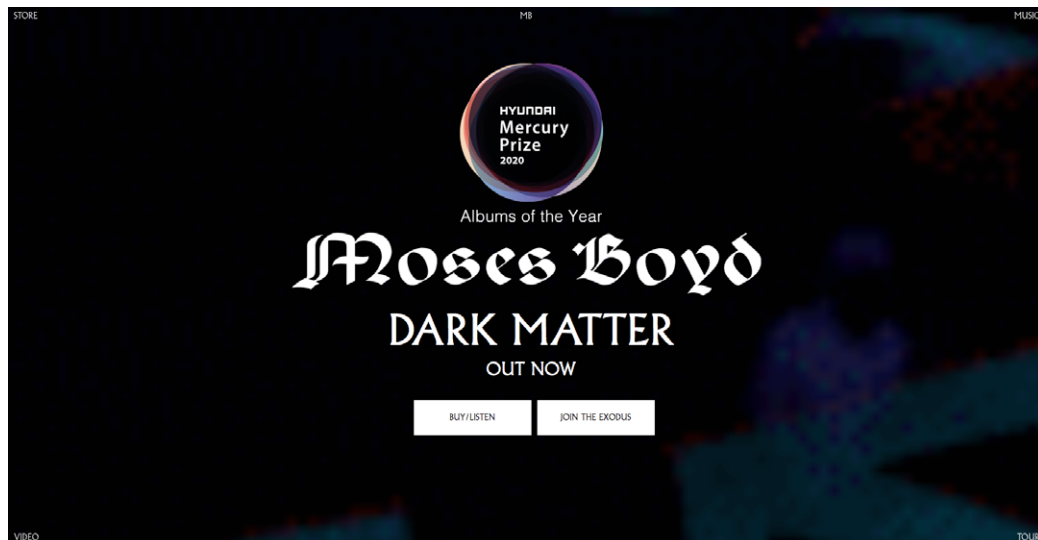 STORE
MB
MUSIC
HYUNDAI
Mercury
Prize
2020
Albums of the Year
Moses Boyd
DARK MATTER
OUT NOW
BUY/LISTEN
JOIN THE EXODUS
VIDEO
TOUR